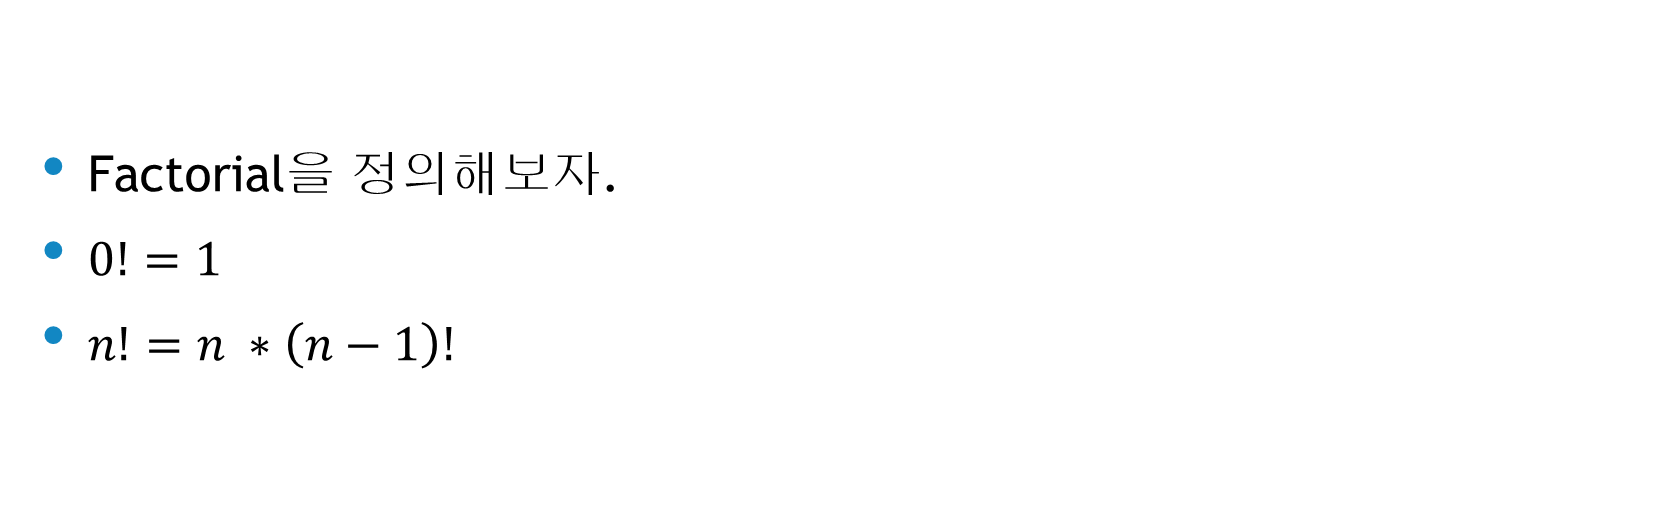 • Factorial을 정의해보자.
• 0! = 1
• n! = n * (n − 1)!